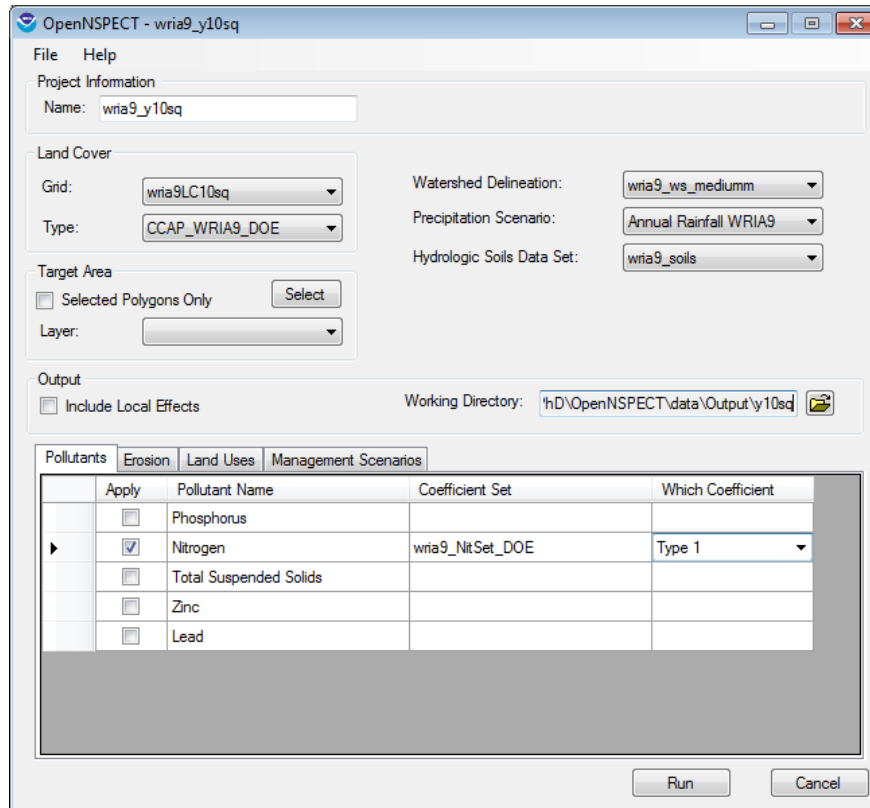 OpenNSPECT - wria9_y10sq
File Help
Project Information
Name: wria9_y10sq
Land Cover
Grid: wria9LC10sq
Type: CCAP_WRIA9_DOE
Watershed Delineation: wria9_ws_mediumm
Precipitation Scenario: Annual Rainfall WRIA9
Hydrologic Soils Data Set: wria9_soils
Target Area
Selected Polygons Only Select
Layer:
Output
Include Local Effects
Working Directory: 'hD\OpenNSPECT\data\Output\y10sq
Pollutants Erosion Land Uses Management Scenarios
Apply Pollutant Name Coefficient Set Which Coefficient
Phosphorus
Nitrogen wria9_NitSet_DOE Type 1
Total Suspended Solids
Zinc
Lead
Run Cancel